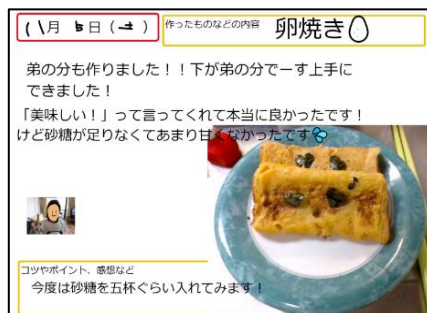 11月5日(土)
作ったものなどの内容 卵焼き
弟の分も作りました！！下が弟の分でーす上手に
できました！
「美味しい！」って言ってくれて本当に良かったです！
けど砂糖が足りなくてあまり甘くなかったです
コツやポイント、感想など
今度は砂糖を五杯ぐらい入れてみます！